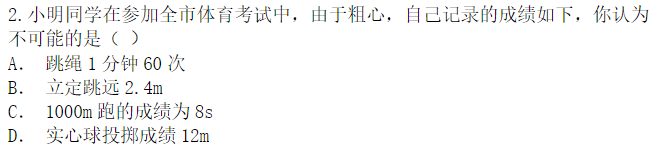 2.小明同学在参加全市体育考试中，由于粗心，自己记录的成绩如下，你认为
不可能的是（ ）
A． 跳绳 1 分钟 60 次
B． 立定跳远 2.4m
C． 1000m 跑的成绩为 8s
D． 实心球投掷成绩 12m